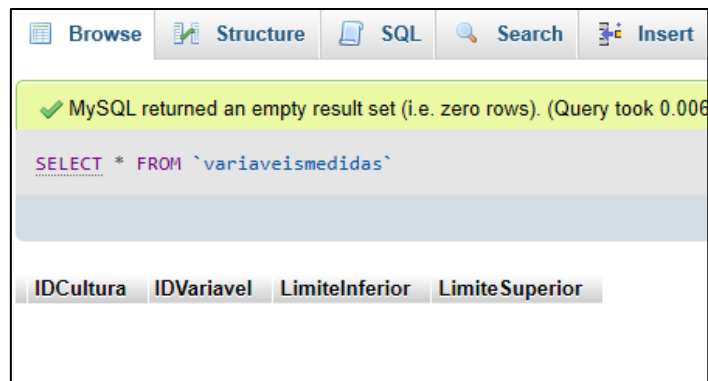 Browse Structure SQL Search Insert
MySQL returned an empty result set (i.e. zero rows). (Query took 0.006
SELECT * FROM `variaveismedidas`
IDCultura IDVariavel LimiteInferior LimiteSuperior